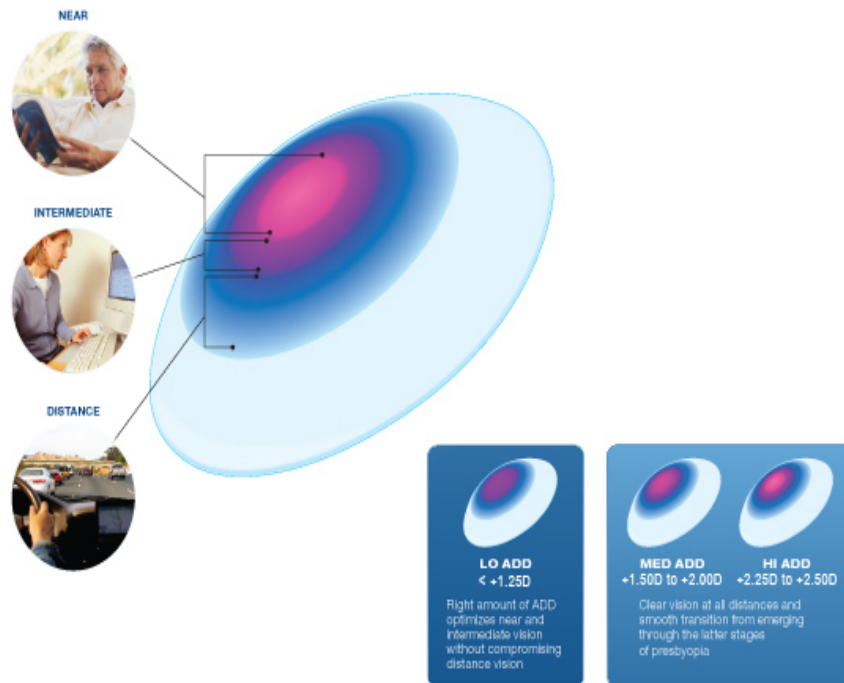 NEAR
INTERMEDIATE
DISTANCE
LO ADD
< +1.25D
Right amount of ADD
optimizes near and
intermediate vision
without compromising
distance vision
MED ADD
+1.50D to +2.00D
HI ADD
+2.25D to +2.50D
Clear vision at all distances and
smooth transition from emerging
through the latter stages
of presbyopia